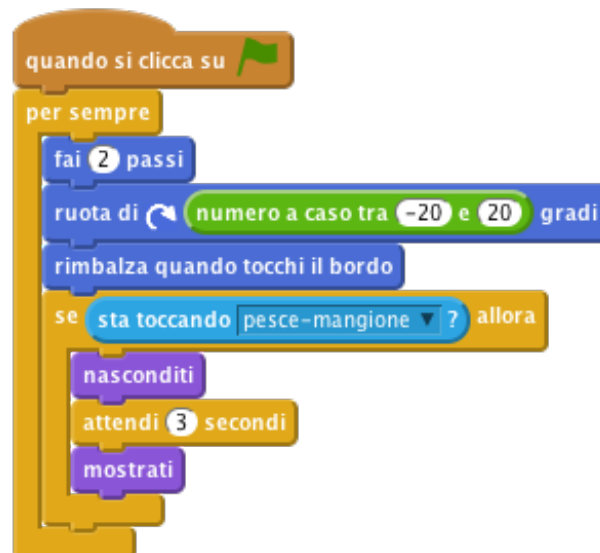 quando si clicca su
per sempre
fai 2 passi
ruota di numero a caso tra -20 e 20 gradi
rimbalza quando tocchi il bordo
se sta toccando pesce-mangione ? allora
nasconditi
attendi 3 secondi
mostrati